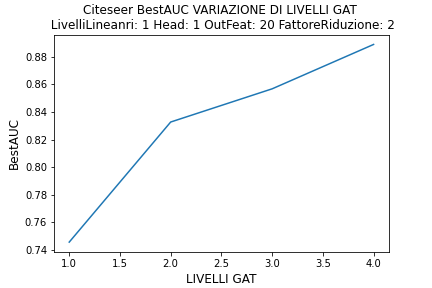 Citeseer BestAUC VARIAZIONE DI LIVELLI GAT
LivelliLineanri: 1 Head: 1 OutFeat: 20 FattoreRiduzione: 2
BestAUC
0.88
0.86
0.84
0.82
0.80
0.78
0.76
0.74
1.0 1.5 2.0 2.5 3.0 3.5 4.0
LIVELLI GAT